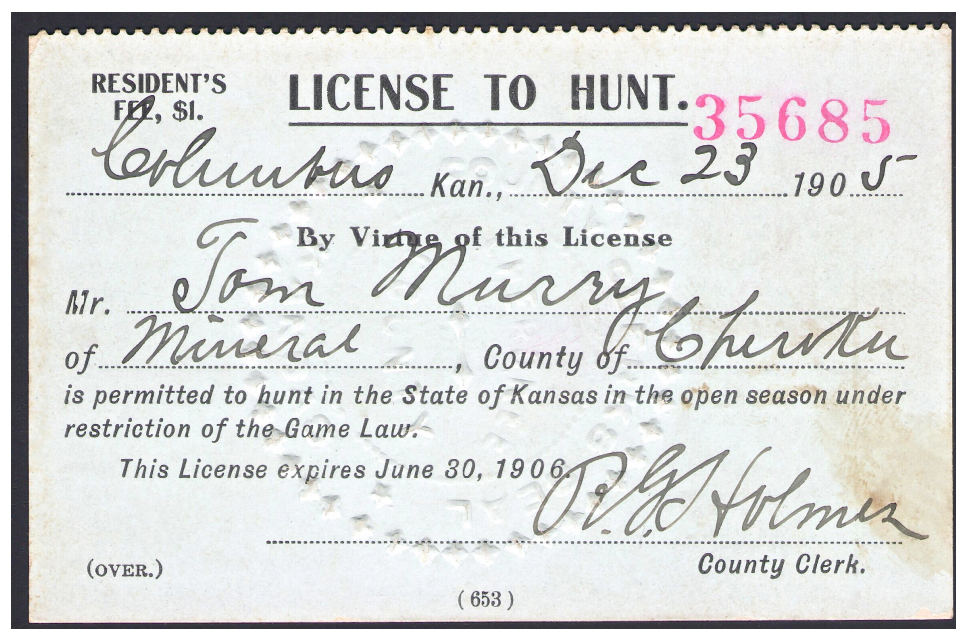 RESIDENT'S
FEE, $1.
LICENSE TO HUNT.
35685
Columbus Kan., Dec 23 1905
By Virtue of this License
Mr. Tom Murry
of Mineral, County of Cherokee
is permitted to hunt in the State of Kansas in the open season under
restriction of the Game Law.
This License expires June 30, 1906.
R. G. Holmes
County Clerk.
(OVER.)
(653)